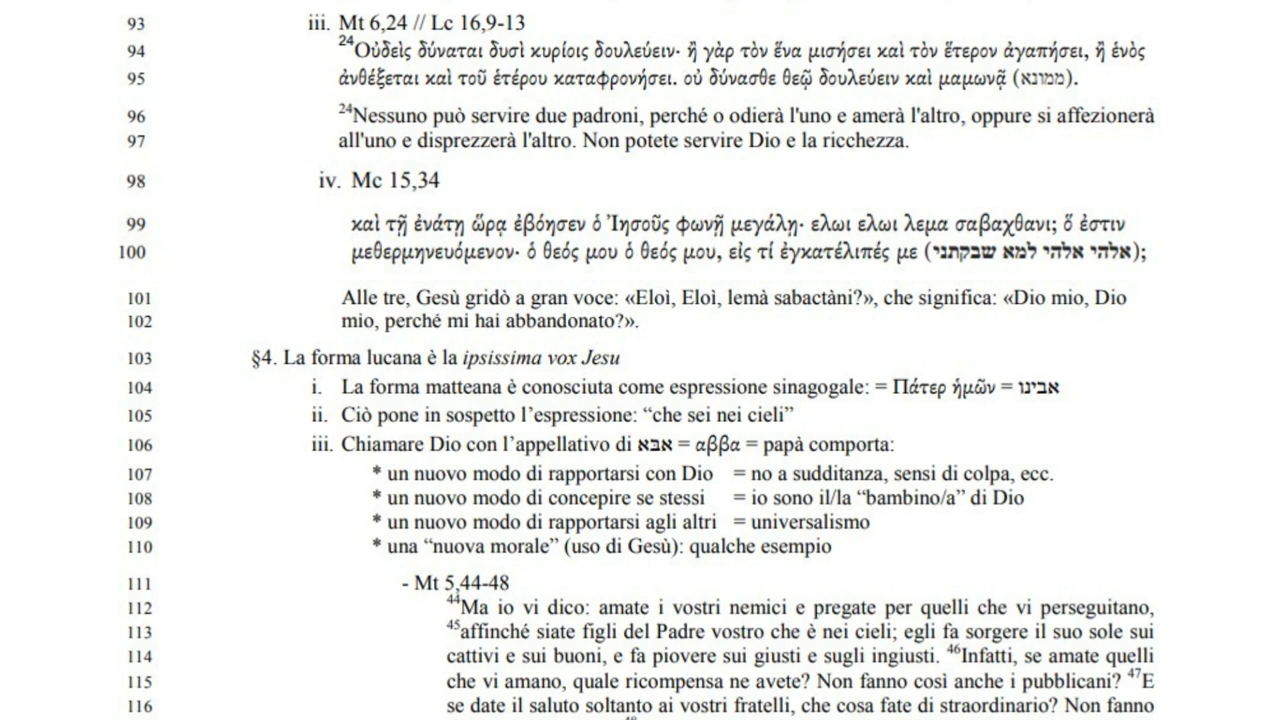 93 iii. Mt 6,24 // Lc 16,9-13
94 ²⁴Οὐδεὶς δύναται δυσὶ κυρίοις δουλεύειν· ἢ γὰρ τὸν ἕνα μισήσει καὶ τὸν ἕτερον ἀγαπήσει, ἢ ἑνὸς
95 ἀνθέξεται καὶ τοῦ ἑτέρου καταφρονήσει. οὐ δύνασθε θεῷ δουλεύειν καὶ μαμωνᾷ (ממונא).
96 ²⁴Nessuno può servire due padroni, perché o odierà l'uno e amerà l'altro, oppure si affezionerà
97 all'uno e disprezzerà l'altro. Non potete servire Dio e la ricchezza.
98 iv. Mc 15,34
99 καὶ τῇ ἐνάτῃ ὥρᾳ ἐβόησεν ὁ Ἰησοῦς φωνῇ μεγάλῃ· ελωι ελωι λεμα σαβαχθανι; ὅ ἐστιν
100 μεθερμηνευόμενον· ὁ θεός μου ὁ θεός μου, εἰς τί ἐγκατέλιπές με (אלהי אלהי למא שבקתני);
101 Alle tre, Gesù gridò a gran voce: «Eloì, Eloì, lemà sabactàni?», che significa: «Dio mio, Dio
102 mio, perché mi hai abbandonato?».
103 §4. La forma lucana è la ipsissima vox Jesu
104 i. La forma matteana è conosciuta come espressione sinagogale: = Πάτερ ἡμῶν = אבינו
105 ii. Ciò pone in sospetto l’espressione: “che sei nei cieli”
106 iii. Chiamare Dio con l’appellativo di אבא = αββα = papà comporta:
107 * un nuovo modo di rapportarsi con Dio = no a sudditanza, sensi di colpa, ecc.
108 * un nuovo modo di concepire se stessi = io sono il/la “bambino/a” di Dio
109 * un nuovo modo di rapportarsi agli altri = universalismo
110 * una “nuova morale” (uso di Gesù): qualche esempio
111 - Mt 5,44-48
112 ⁴⁴Ma io vi dico: amate i vostri nemici e pregate per quelli che vi perseguitano,
113 ⁴⁵affinché siate figli del Padre vostro che è nei cieli; egli fa sorgere il suo sole sui
114 cattivi e sui buoni, e fa piovere sui giusti e sugli ingiusti. ⁴⁶Infatti, se amate quelli
115 che vi amano, quale ricompensa ne avete? Non fanno così anche i pubblicani? ⁴⁷E
116 se date il saluto soltanto ai vostri fratelli, che cosa fate di straordinario? Non fanno